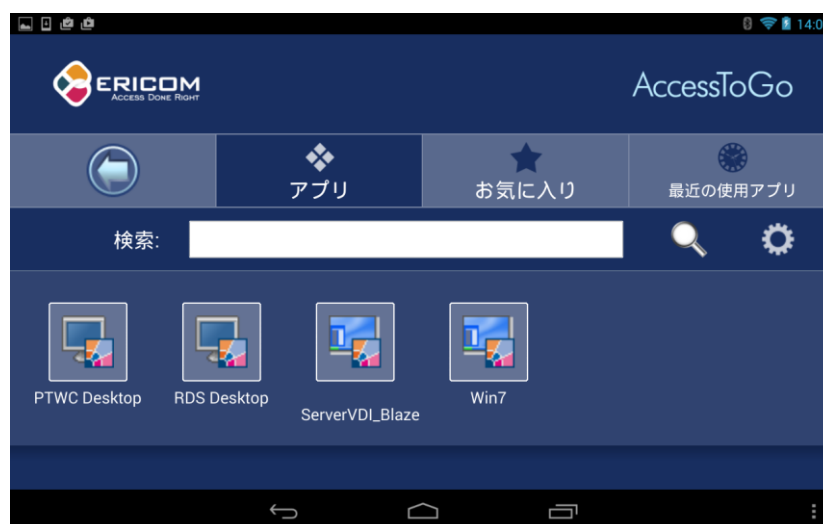 14:0
ERICOM
ACCESS DONE RIGHT
AccessToGo
アプリ
お気に入り
最近の使用アプリ
検索:
PTWC Desktop
RDS Desktop
ServerVDI_Blaze
Win7